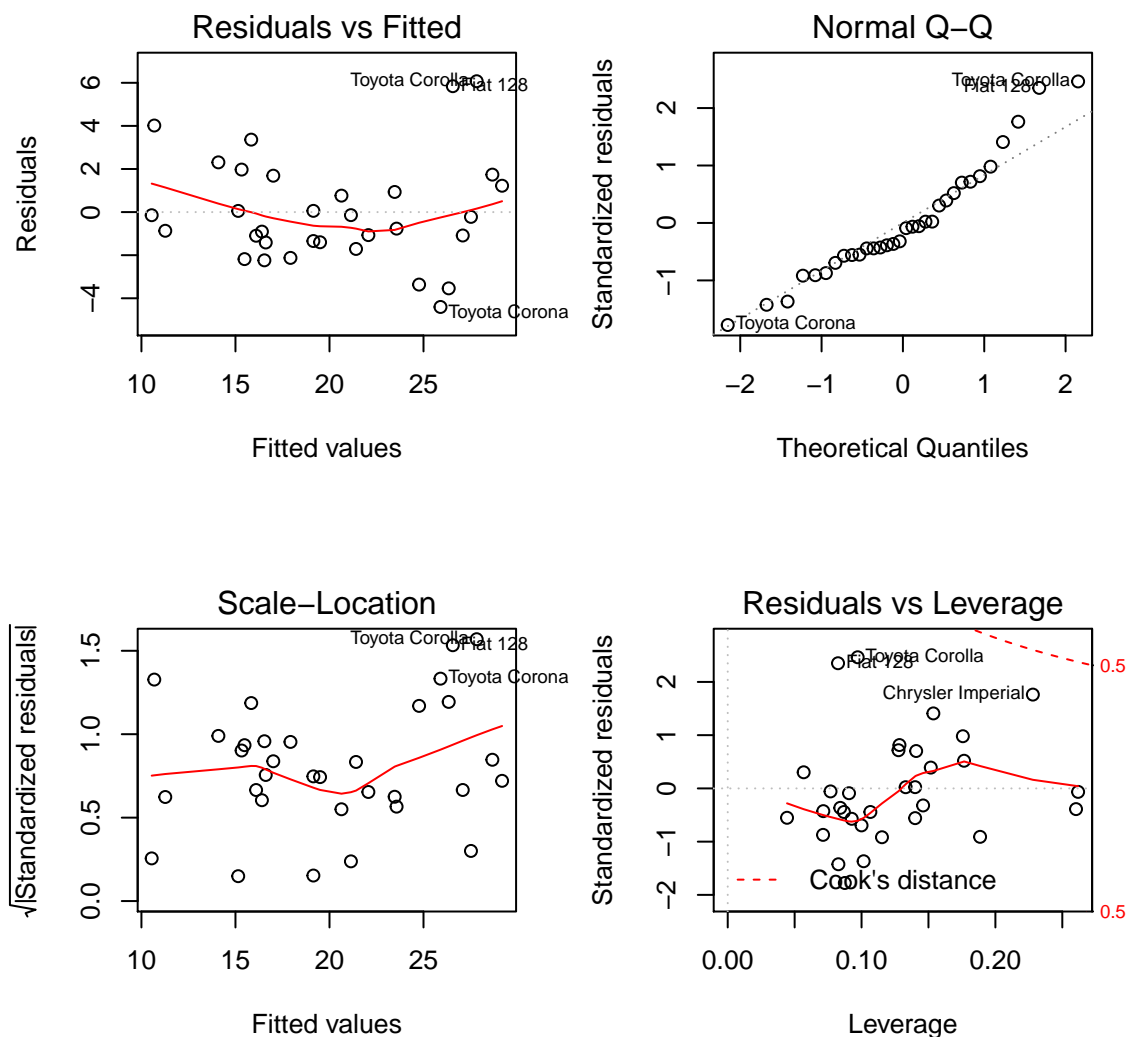 Residuals vs Fitted
Residuals
6
4
2
0
−4
Toyota Corolla
Fiat 128
Toyota Corona
10
15
20
25
Fitted values
Normal Q−Q
Standardized residuals
2
1
0
−1
Toyota Corolla
Fiat 128
Toyota Corona
−2
−1
0
1
2
Theoretical Quantiles
Scale−Location
√|Standardized residuals|
1.5
1.0
0.5
0.0
Toyota Corolla
Fiat 128
Toyota Corona
10
15
20
25
Fitted values
Residuals vs Leverage
Standardized residuals
2
1
0
−1
−2
Toyota Corolla
Fiat 128
Chrysler Imperial
Cook's distance
0.5
0.5
0.00
0.10
0.20
Leverage